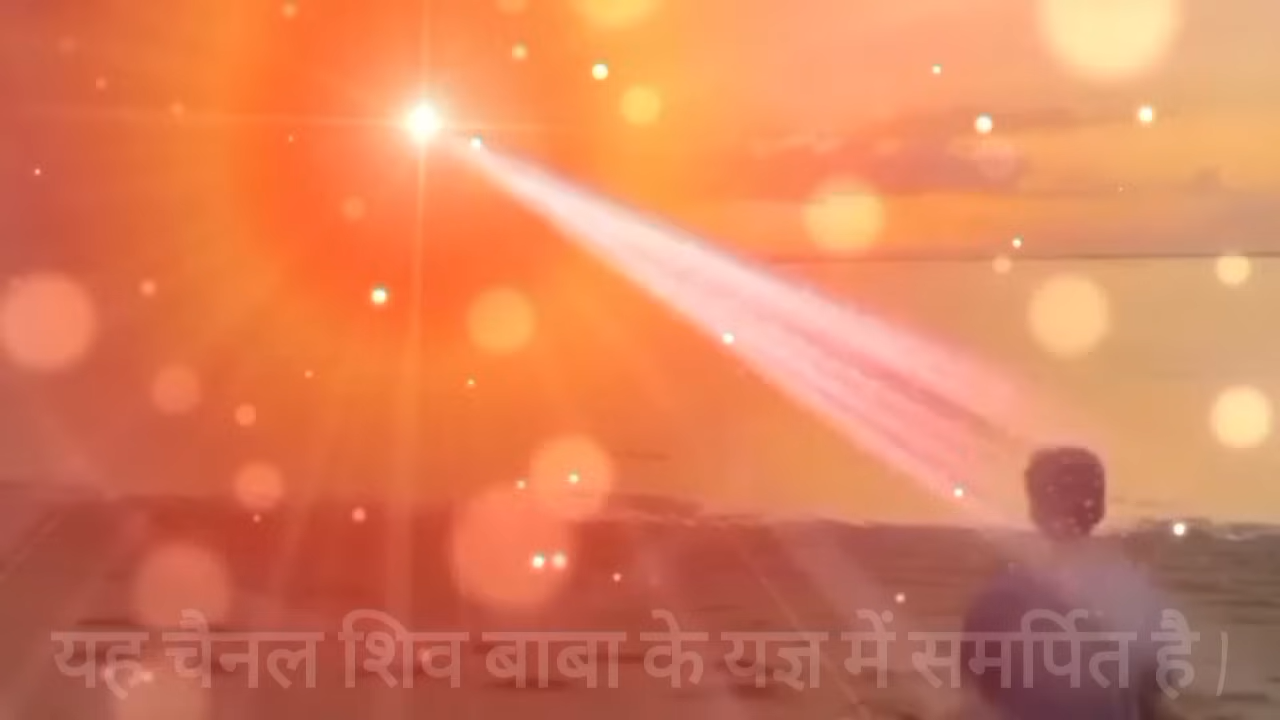 यह चैनल शिव बाबा के यज्ञ में समर्पित है।